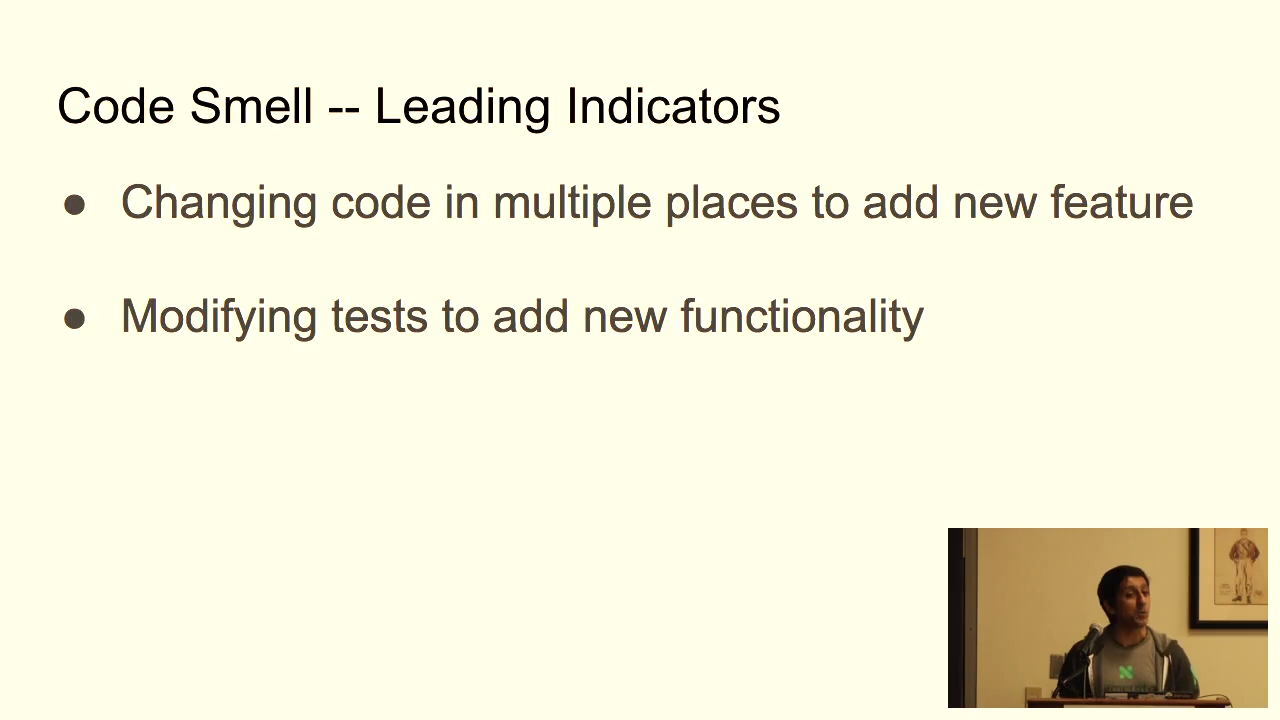 Code Smell -- Leading Indicators
● Changing code in multiple places to add new feature
● Modifying tests to add new functionality